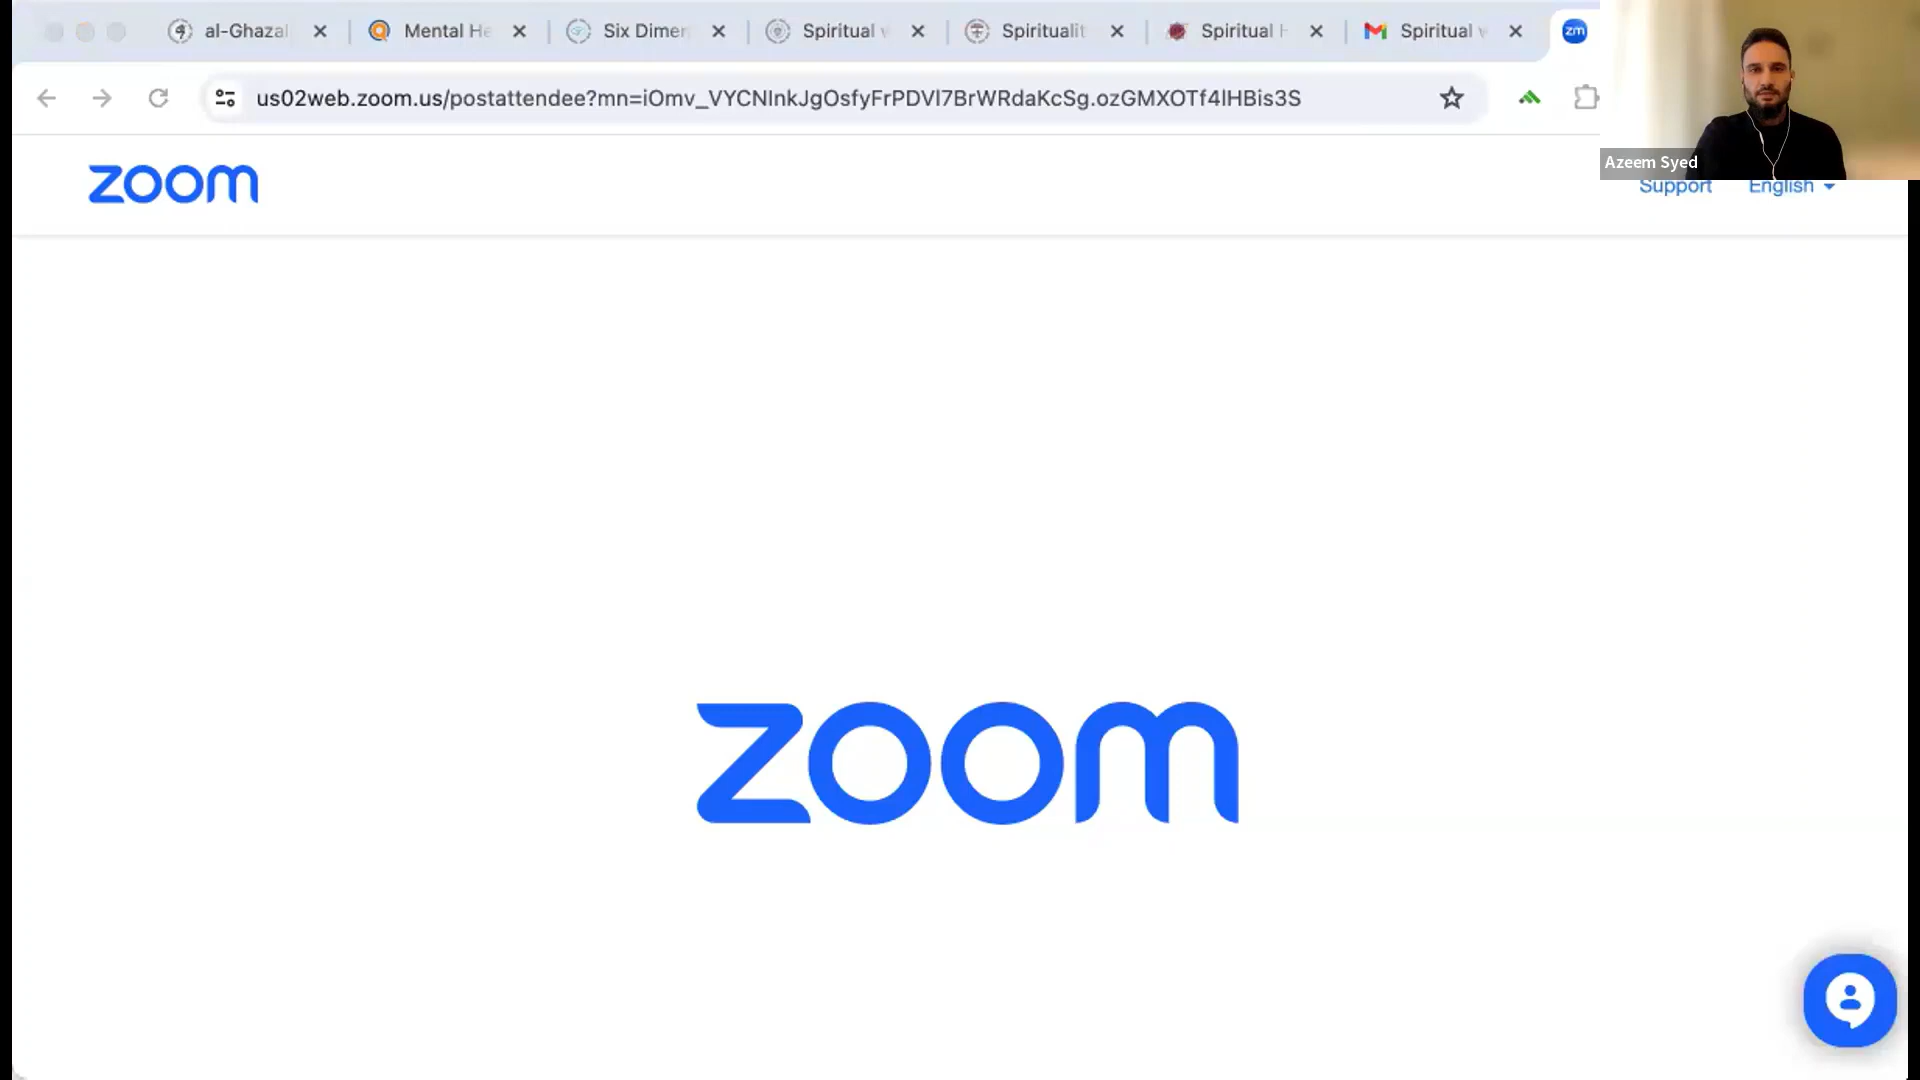 al-Ghazal
Mental He
Six Dimen
Spiritual w
Spiritualit
Spiritual H
Spiritual w
zm
us02web.zoom.us/postattendee?mn=iOmv_VYCNlnkJgOsfyFrPDVl7BrWRdaKcSg.ozGMXOTf4lHBis3S
Azeem Syed
zoom
Support
English
zoom